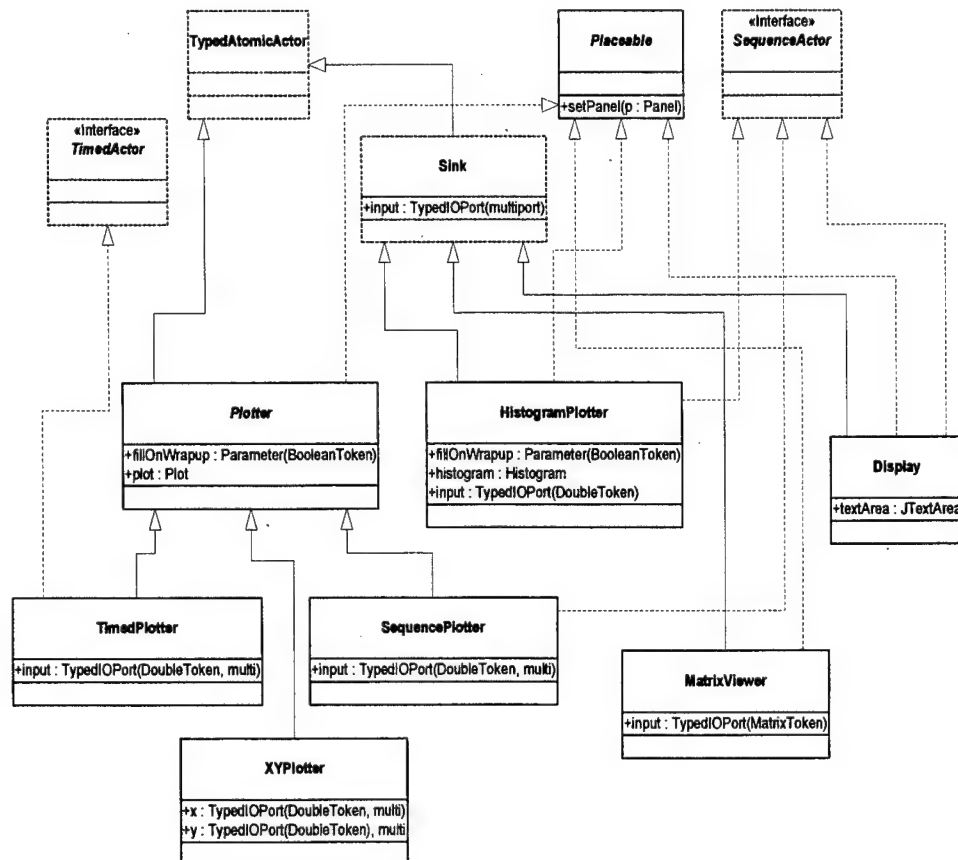 TypedAtomicActor
Placeable
+setPanel(p : Panel)
«Interface»
SequenceActor
«Interface»
TimedActor
Sink
+input : TypedIOPort(multiport)
Plotter
+fillOnWrapup : Parameter(BooleanToken)
+plot : Plot
HistogramPlotter
+fillOnWrapup : Parameter(BooleanToken)
+histogram : Histogram
+input : TypedIOPort(DoubleToken)
Display
+textArea : JTextArea
TimedPlotter
+input : TypedIOPort(DoubleToken, multi)
SequencePlotter
+input : TypedIOPort(DoubleToken, multi)
MatrixViewer
+input : TypedIOPort(MatrixToken)
XYPlotter
+x : TypedIOPort(DoubleToken, multi)
+y : TypedIOPort(DoubleToken), multi